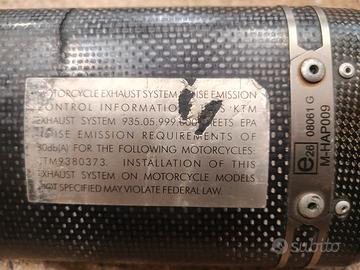 MOTORCYCLE EXHAUST SYSTEM NOISE EMISSION
CONTROL INFORMATION KTM
EXHAUST SYSTEM 935.05.999. MEETS EPA
NOISE EMISSION REQUIREMENTS OF
80dB(A) FOR THE FOLLOWING MOTORCYCLES:
KTM9380373. INSTALLATION OF THIS
EXHAUST SYSTEM ON MOTORCYCLE MODELS
NOT SPECIFIED MAY VIOLATE FEDERAL LAW.
e26 08061 G
M-HAP009
subito